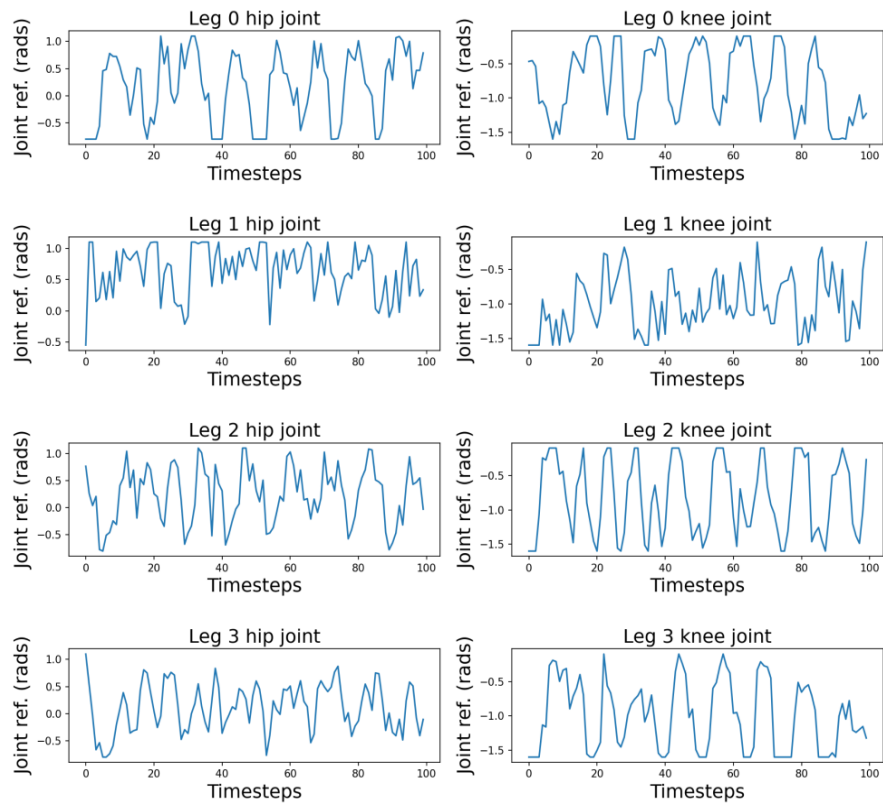 Leg 0 hip joint
Joint ref. (rads)
1.0
0.5
0.0
−0.5
0 20 40 60 80 100
Timesteps
Leg 0 knee joint
Joint ref. (rads)
−0.5
−1.0
−1.5
0 20 40 60 80 100
Timesteps
Leg 1 hip joint
Joint ref. (rads)
1.0
0.5
0.0
−0.5
0 20 40 60 80 100
Timesteps
Leg 1 knee joint
Joint ref. (rads)
−0.5
−1.0
−1.5
0 20 40 60 80 100
Timesteps
Leg 2 hip joint
Joint ref. (rads)
1.0
0.5
0.0
−0.5
0 20 40 60 80 100
Timesteps
Leg 2 knee joint
Joint ref. (rads)
−0.5
−1.0
−1.5
0 20 40 60 80 100
Timesteps
Leg 3 hip joint
Joint ref. (rads)
1.0
0.5
0.0
−0.5
0 20 40 60 80 100
Timesteps
Leg 3 knee joint
Joint ref. (rads)
−0.5
−1.0
−1.5
0 20 40 60 80 100
Timesteps